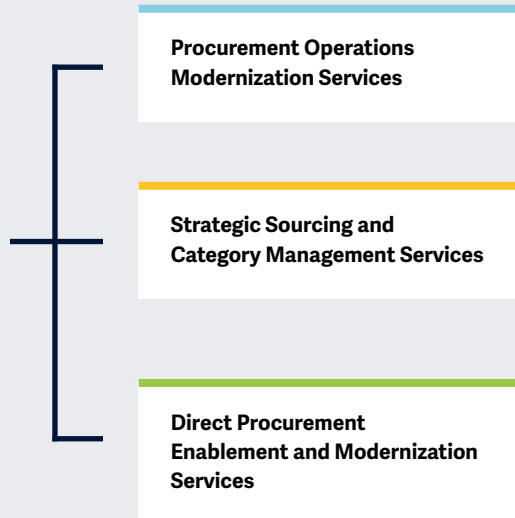 Procurement Operations
Modernization Services
Strategic Sourcing and
Category Management Services
Direct Procurement
Enablement and Modernization
Services